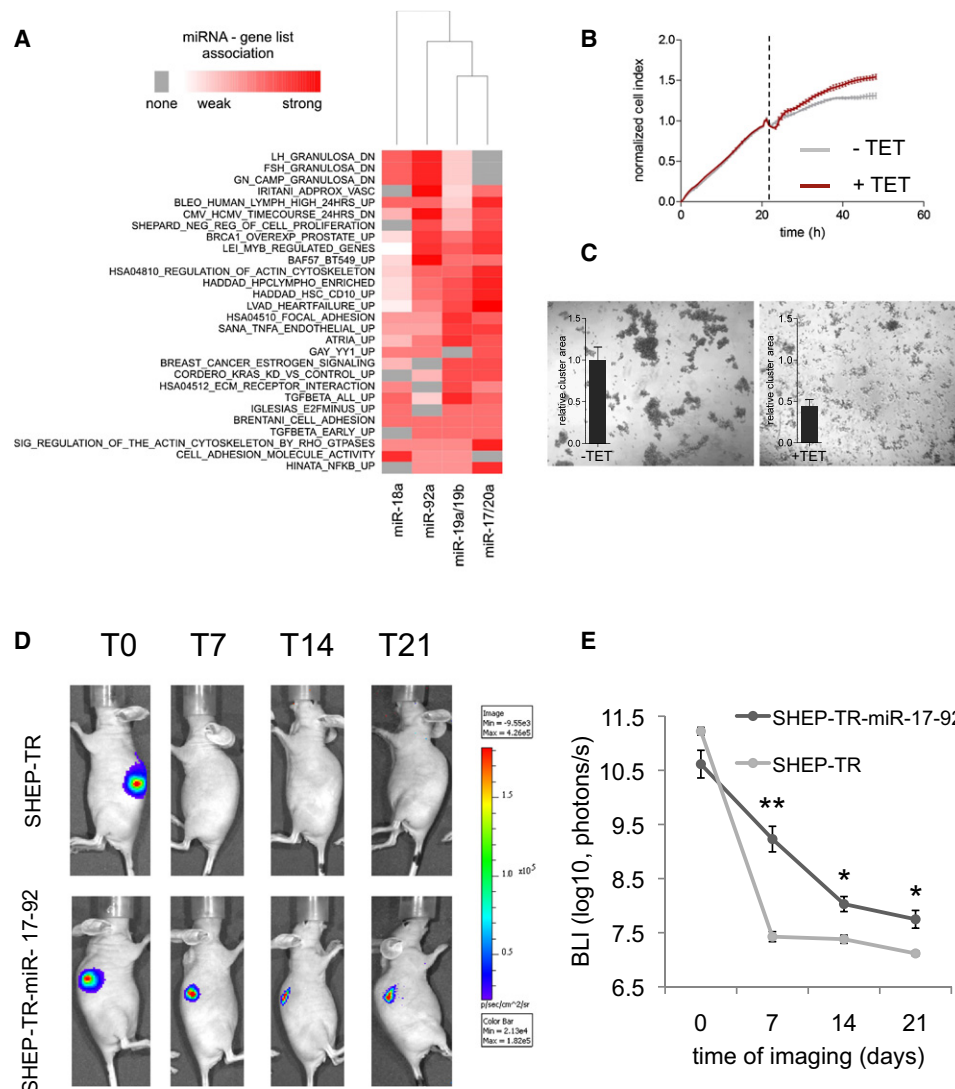 A
miRNA - gene list
association
none
weak
strong
LH_GRANULOSA_DN
FSH_GRANULOSA_DN
GN_CAMP_GRANULOSA_DN
IRITANI_ADPROX_VASC
BLEO_HUMAN_LYMPH_HIGH_24HRS_UP
CMV_HCMV_TIMECOURSE_24HRS_DN
SHEPARD_NEG_REG_OF_CELL_PROLIFERATION
BRCA1_OVEREXP_PROSTATE_UP
LEI_MYB_REGULATED_GENES
BAF57_BT549_UP
HSA04810_REGULATION_OF_ACTIN_CYTOSKELETON
HADDAD_HPCLYMPHO_ENRICHED
HADDAD_HSC_CD10_UP
LVAD_HEARTFAILURE_UP
HSA04510_FOCAL_ADHESION
SANA_TNFA_ENDOTHELIAL_UP
ATRIA_UP
GAY_YY1_UP
BREAST_CANCER_ESTROGEN_SIGNALING
CORDERO_KRAS_KD_VS_CONTROL_UP
HSA04512_ECM_RECEPTOR_INTERACTION
TGFBETA_ALL_UP
IGLESIAS_E2FMINUS_UP
BRENTANI_CELL_ADHESION
TGFBETA_EARLY_UP
SIG_REGULATION_OF_THE_ACTIN_CYTOSKELETON_BY_RHO_GTPASES
CELL_ADHESION_MOLECULE_ACTIVITY
HINATA_NFKB_UP
miR-18a
miR-92a
miR-19a/19b
miR-17/20a
B
normalized cell index
2.0
1.5
1.0
0.5
0.0
0
20
40
60
time (h)
- TET
+ TET
C
relative cluster area
1.5
1.0
0.5
0.0
-TET
relative cluster area
1.5
1.0
0.5
0.0
+TET
D
T0
T7
T14
T21
SHEP-TR
SHEP-TR-miR- 17-92
Image
Min = -9.55e3
Max = 4.26e5
1.5
1.0
x10^5
0.5
p/sec/cm^2/sr
Color Bar
Min = 2.13e4
Max = 1.82e5
E
BLI (log10, photons/s)
11.5
10.5
9.5
8.5
7.5
6.5
SHEP-TR-miR-17-92
SHEP-TR
**
*
*
0
7
14
21
time of imaging (days)